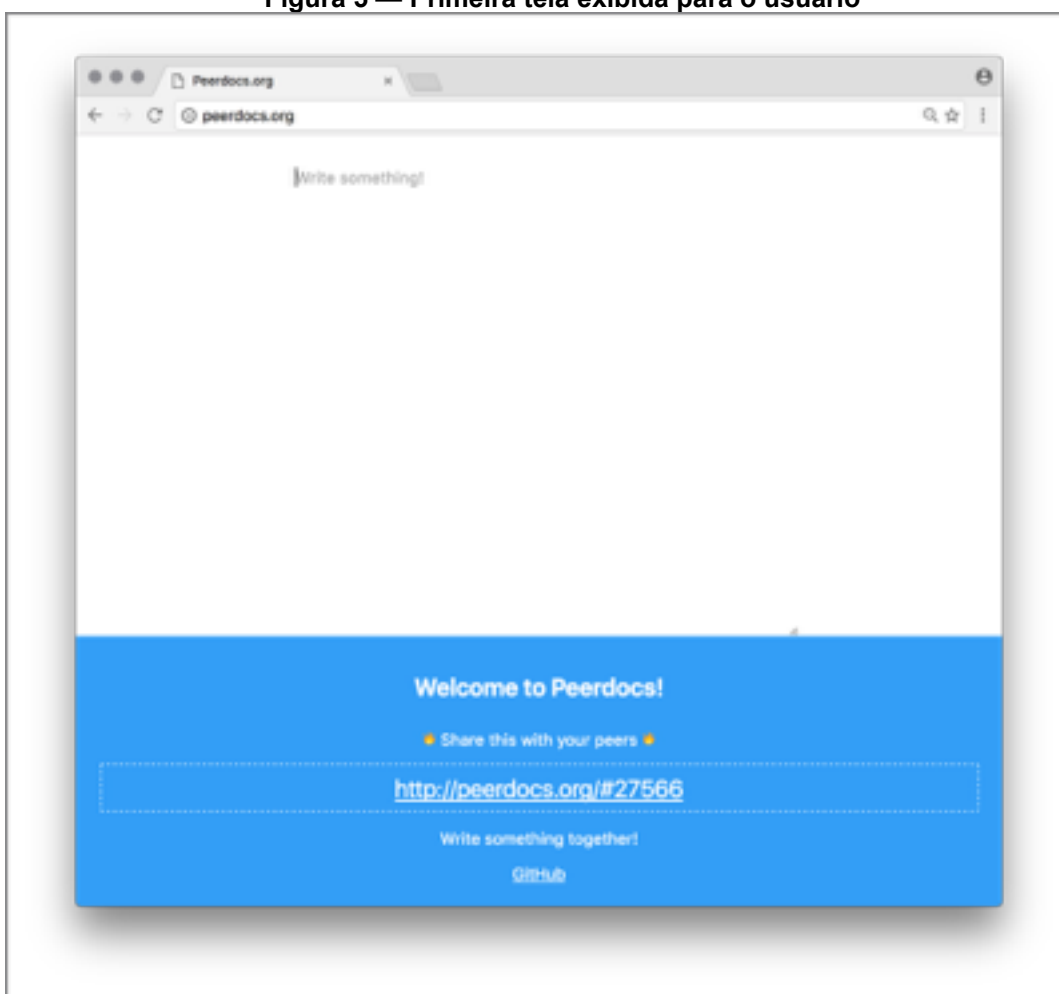 Figura 5 — Primeira tela exibida para o usuário
Peerdocs.org
peerdocs.org
Write something!
Welcome to Peerdocs!
Share this with your peers
http://peerdocs.org/#27566
Write something together!
GitHub